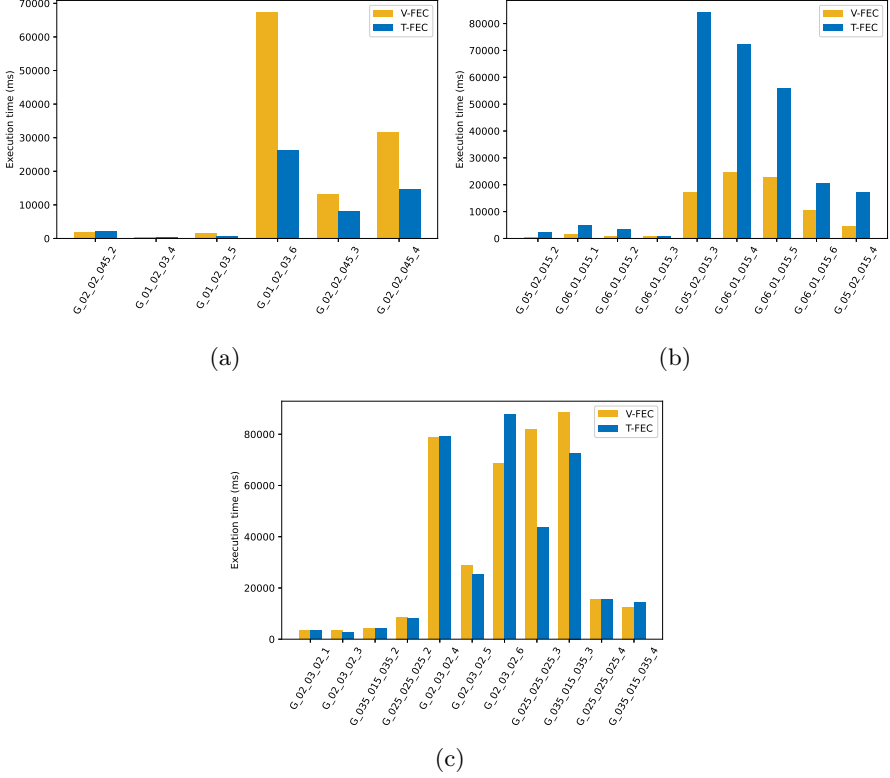 70000
60000
50000
40000
30000
20000
10000
0
Execution time (ms)
V-FEC
T-FEC
G_02_02_045_2
G_01_02_03_4
G_01_02_03_5
G_01_02_03_6
G_02_02_045_3
G_02_02_045_4
(a)
80000
70000
60000
50000
40000
30000
20000
10000
0
Execution time (ms)
V-FEC
T-FEC
G_05_02_015_2
G_06_01_015_1
G_06_01_015_2
G_06_01_015_3
G_05_02_015_3
G_06_01_015_4
G_06_01_015_5
G_06_01_015_6
G_05_02_015_4
(b)
80000
60000
40000
20000
0
Execution time (ms)
V-FEC
T-FEC
G_02_03_02_1
G_02_03_02_3
G_035_015_035_2
G_025_025_025_2
G_02_03_02_4
G_02_03_02_5
G_02_03_02_6
G_025_025_025_3
G_035_015_035_3
G_025_025_025_4
G_035_015_035_4
(c)